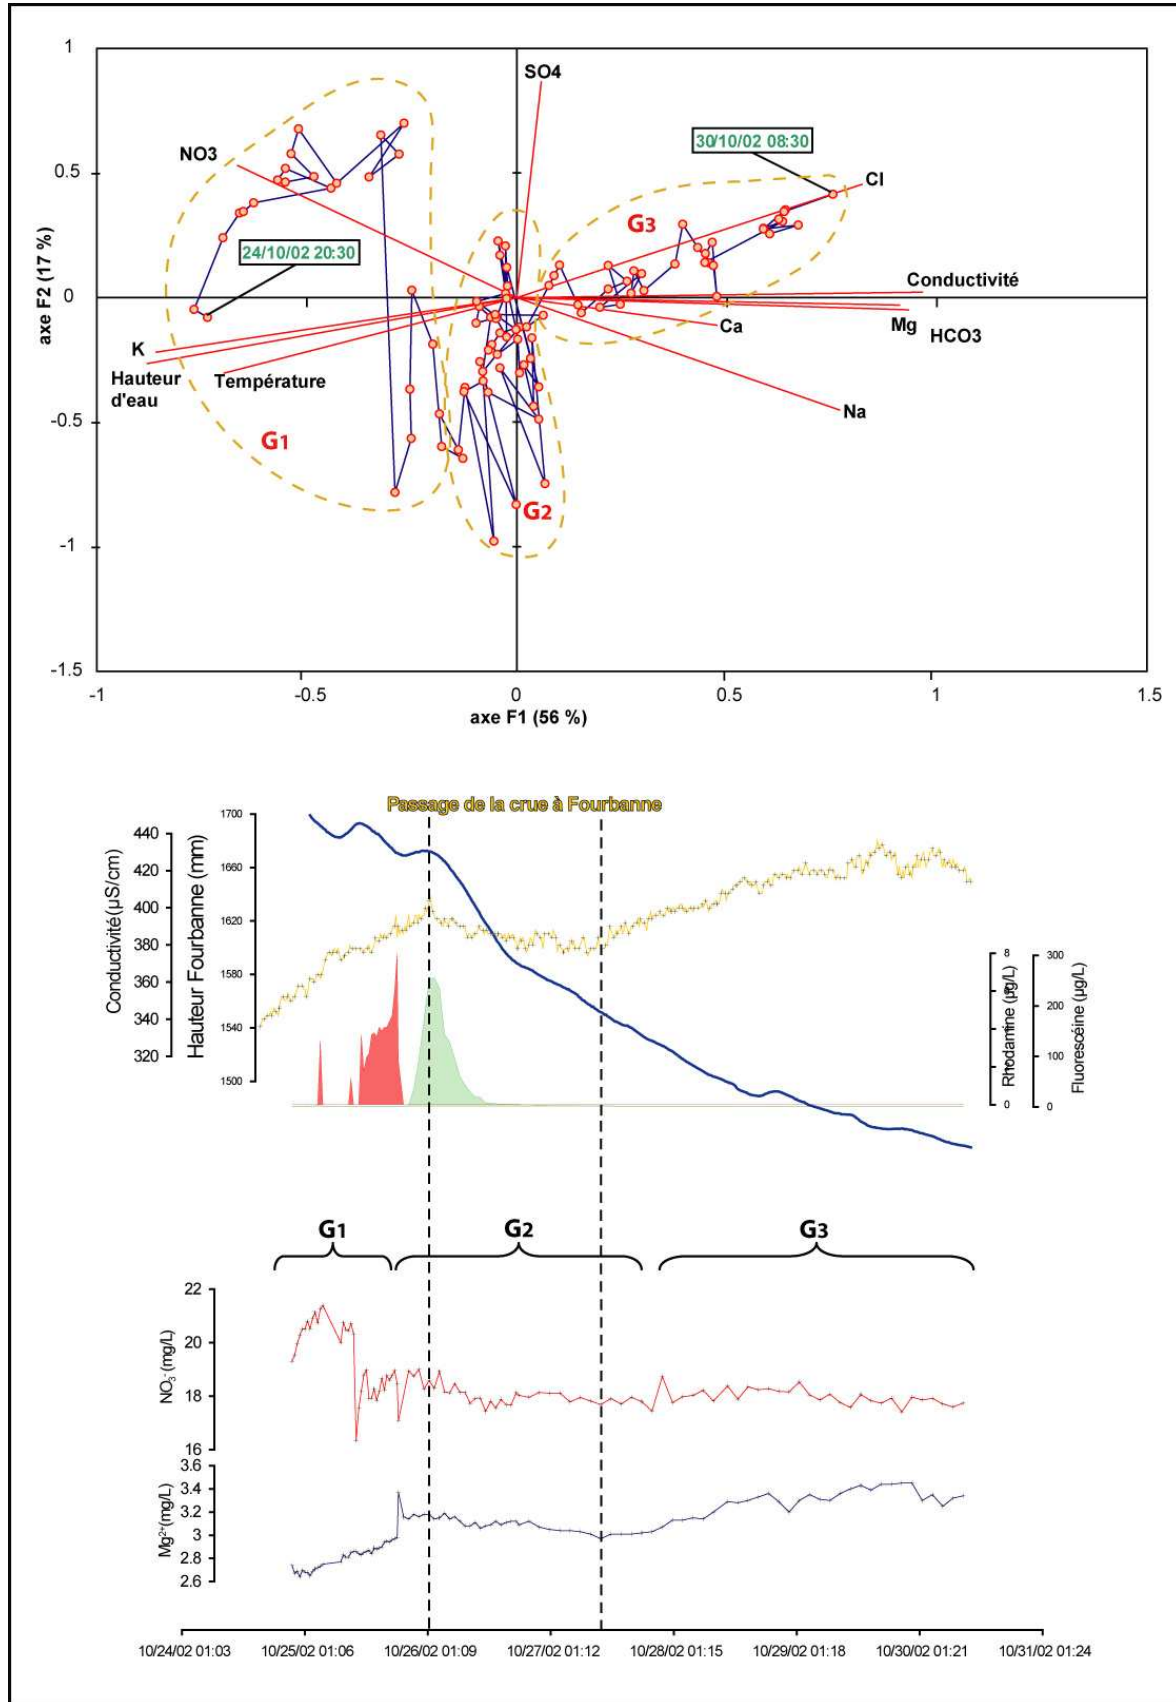 1
SO4
30/10/02 08:30
NO3
Cl
0.5
G3
24/10/02 20:30
Conductivité
0
Ca
Mg
HCO3
K
Hauteur
d'eau
Température
Na
-0.5
G1
G2
-1
-1.5
-1
-0.5
0
0.5
1
1.5
axe F1 (56 %)
axe F2 (17 %)
Passage de la crue à Fourbanne
440
420
400
380
360
340
320
Conductivité(µS/cm)
1700
1660
1620
1580
1540
1500
Hauteur Fourbanne (mm)
8
0
Rhodamine (µg/L)
300
200
100
0
Fluorescéine (µg/L)
G1
G2
G3
22
20
18
16
NO3-(mg/L)
3.6
3.4
3.2
3
2.8
2.6
Mg2+(mg/L)
10/24/02 01:03
10/25/02 01:06
10/26/02 01:09
10/27/02 01:12
10/28/02 01:15
10/29/02 01:18
10/30/02 01:21
10/31/02 01:24